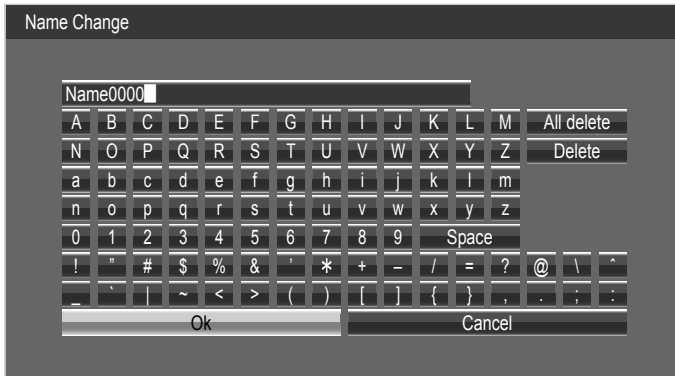 Name Change
Name0000
A B C D E F G H I J K L M All delete
N O P Q R S T U V W X Y Z Delete
a b c d e f g h i j k l m
n o p q r s t u v w x y z
0 1 2 3 4 5 6 7 8 9 Space
! " # $ % & ' * + – / = ? @ \ ^
_ ` | ~ < > ( ) [ ] { } , . ; :
Ok Cancel